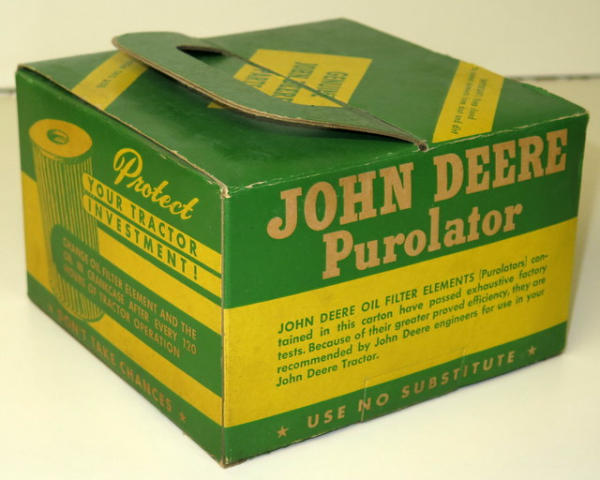 GENUINE
JOHN DEERE
PARTS
Protect
YOUR TRACTOR
INVESTMENT!
CHANGE OIL FILTER ELEMENT AND THE
OIL IN CRANKCASE AFTER EVERY 120
HOURS OF TRACTOR OPERATION
★ DON'T TAKE CHANCES ★
JOHN DEERE
Purolator
JOHN DEERE OIL FILTER ELEMENTS (Purolators) con-
tained in this carton have passed exhaustive factory
tests. Because of their greater proved efficiency, they are
recommended by John Deere engineers for use in your
John Deere Tractor.
★ USE NO SUBSTITUTE ★